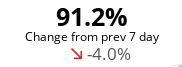 91.2%
Change from prev 7 day
↘ -4.0%